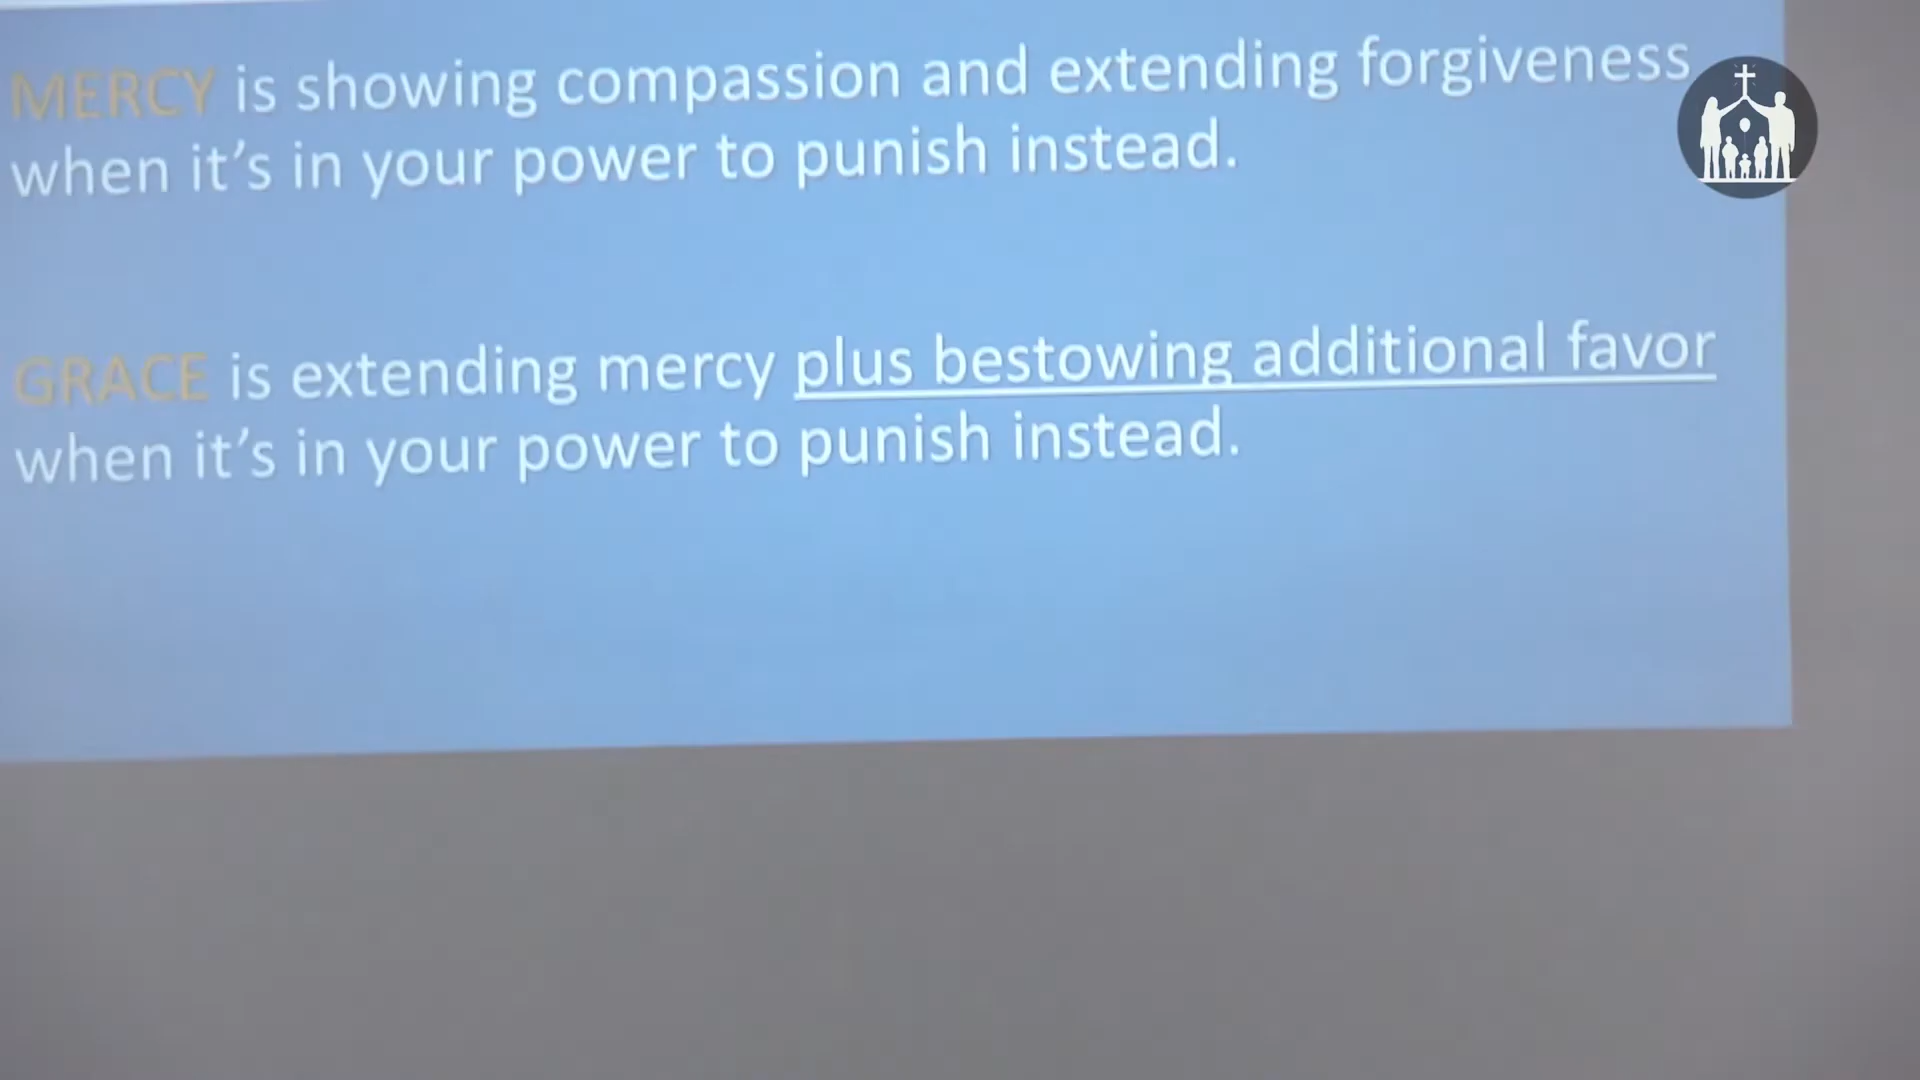 MERCY is showing compassion and extending forgiveness
when it’s in your power to punish instead.
GRACE is extending mercy plus bestowing additional favor
when it’s in your power to punish instead.